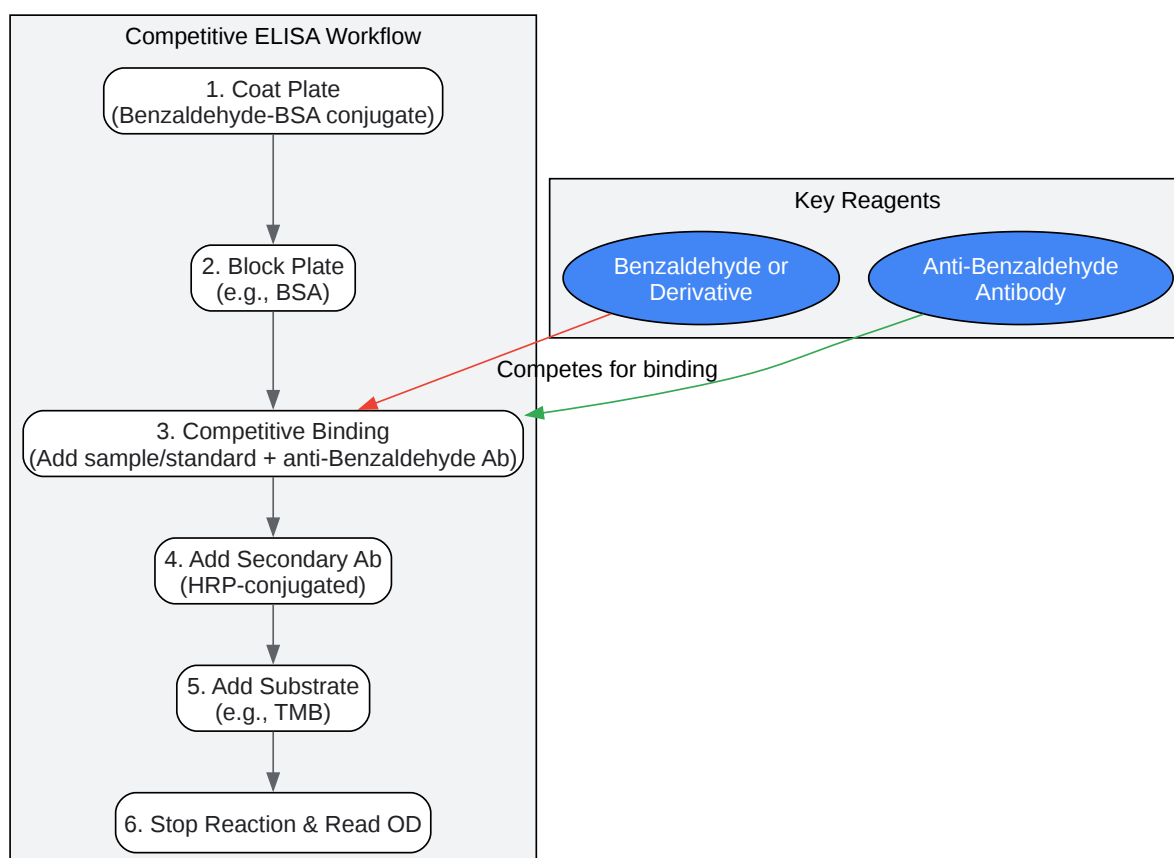 Competitive ELISA Workflow
1. Coat Plate
(Benzaldehyde-BSA conjugate)
Key Reagents
2. Block Plate
(e.g., BSA)
Benzaldehyde or
Derivative
Anti-Benzaldehyde
Antibody
Competes for binding
3. Competitive Binding
(Add sample/standard + anti-Benzaldehyde Ab)
4. Add Secondary Ab
(HRP-conjugated)
5. Add Substrate
(e.g., TMB)
6. Stop Reaction & Read OD